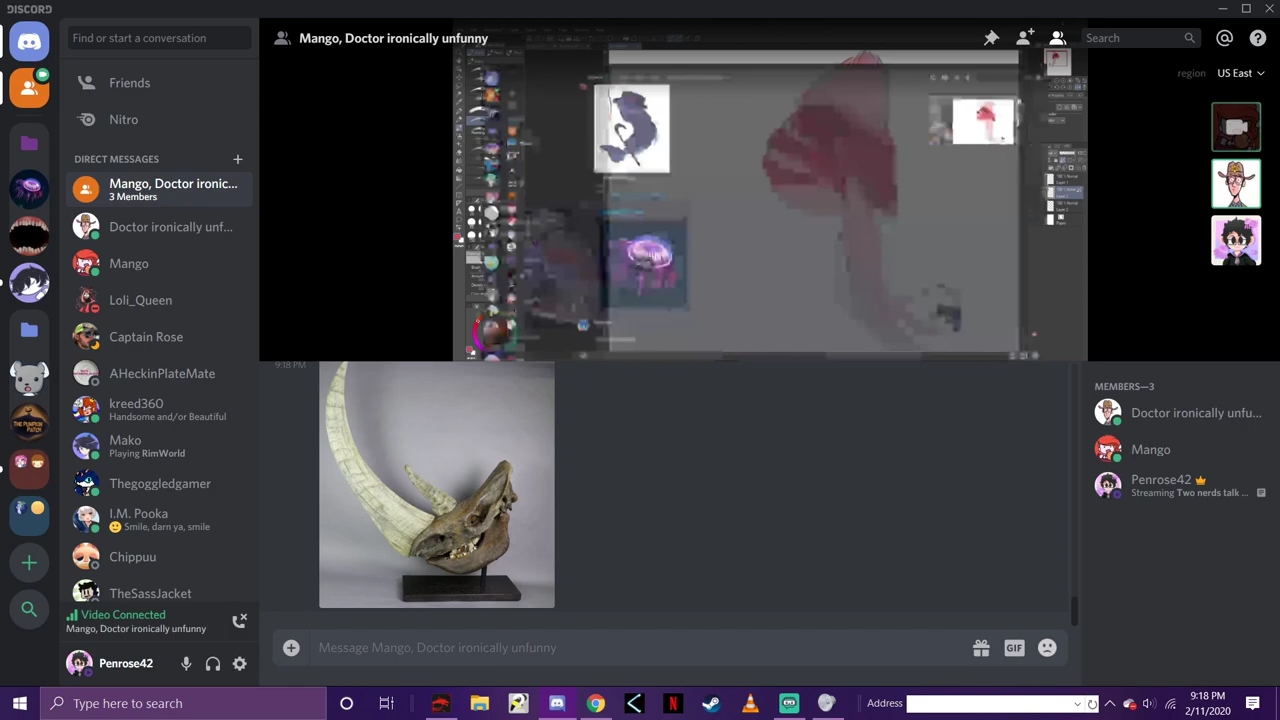 DISCORD
Find or start a conversation
Mango, Doctor ironically unfunny
Search
region
US East
Friends
Nitro
DIRECT MESSAGES
Mango, Doctor ironic...
3 Members
Doctor ironically unf...
Mango
Loli_Queen
Captain Rose
AHeckinPlateMate
kreed360
Handsome and/or Beautiful
Mako
Playing RimWorld
Thegoggledgamer
I.M. Pooka
Smile, darn ya, smile
Chippuu
TheSassJacket
THE PUMPKIN PATCH
Video Connected
Mango, Doctor ironically unfunny
Penrose42
9:18 PM
MEMBERS—3
Doctor ironically unfu...
Mango
Penrose42
Streaming Two nerds talk ...
Message Mango, Doctor ironically unfunny
GIF
Type here to search
Address
9:18 PM
2/11/2020